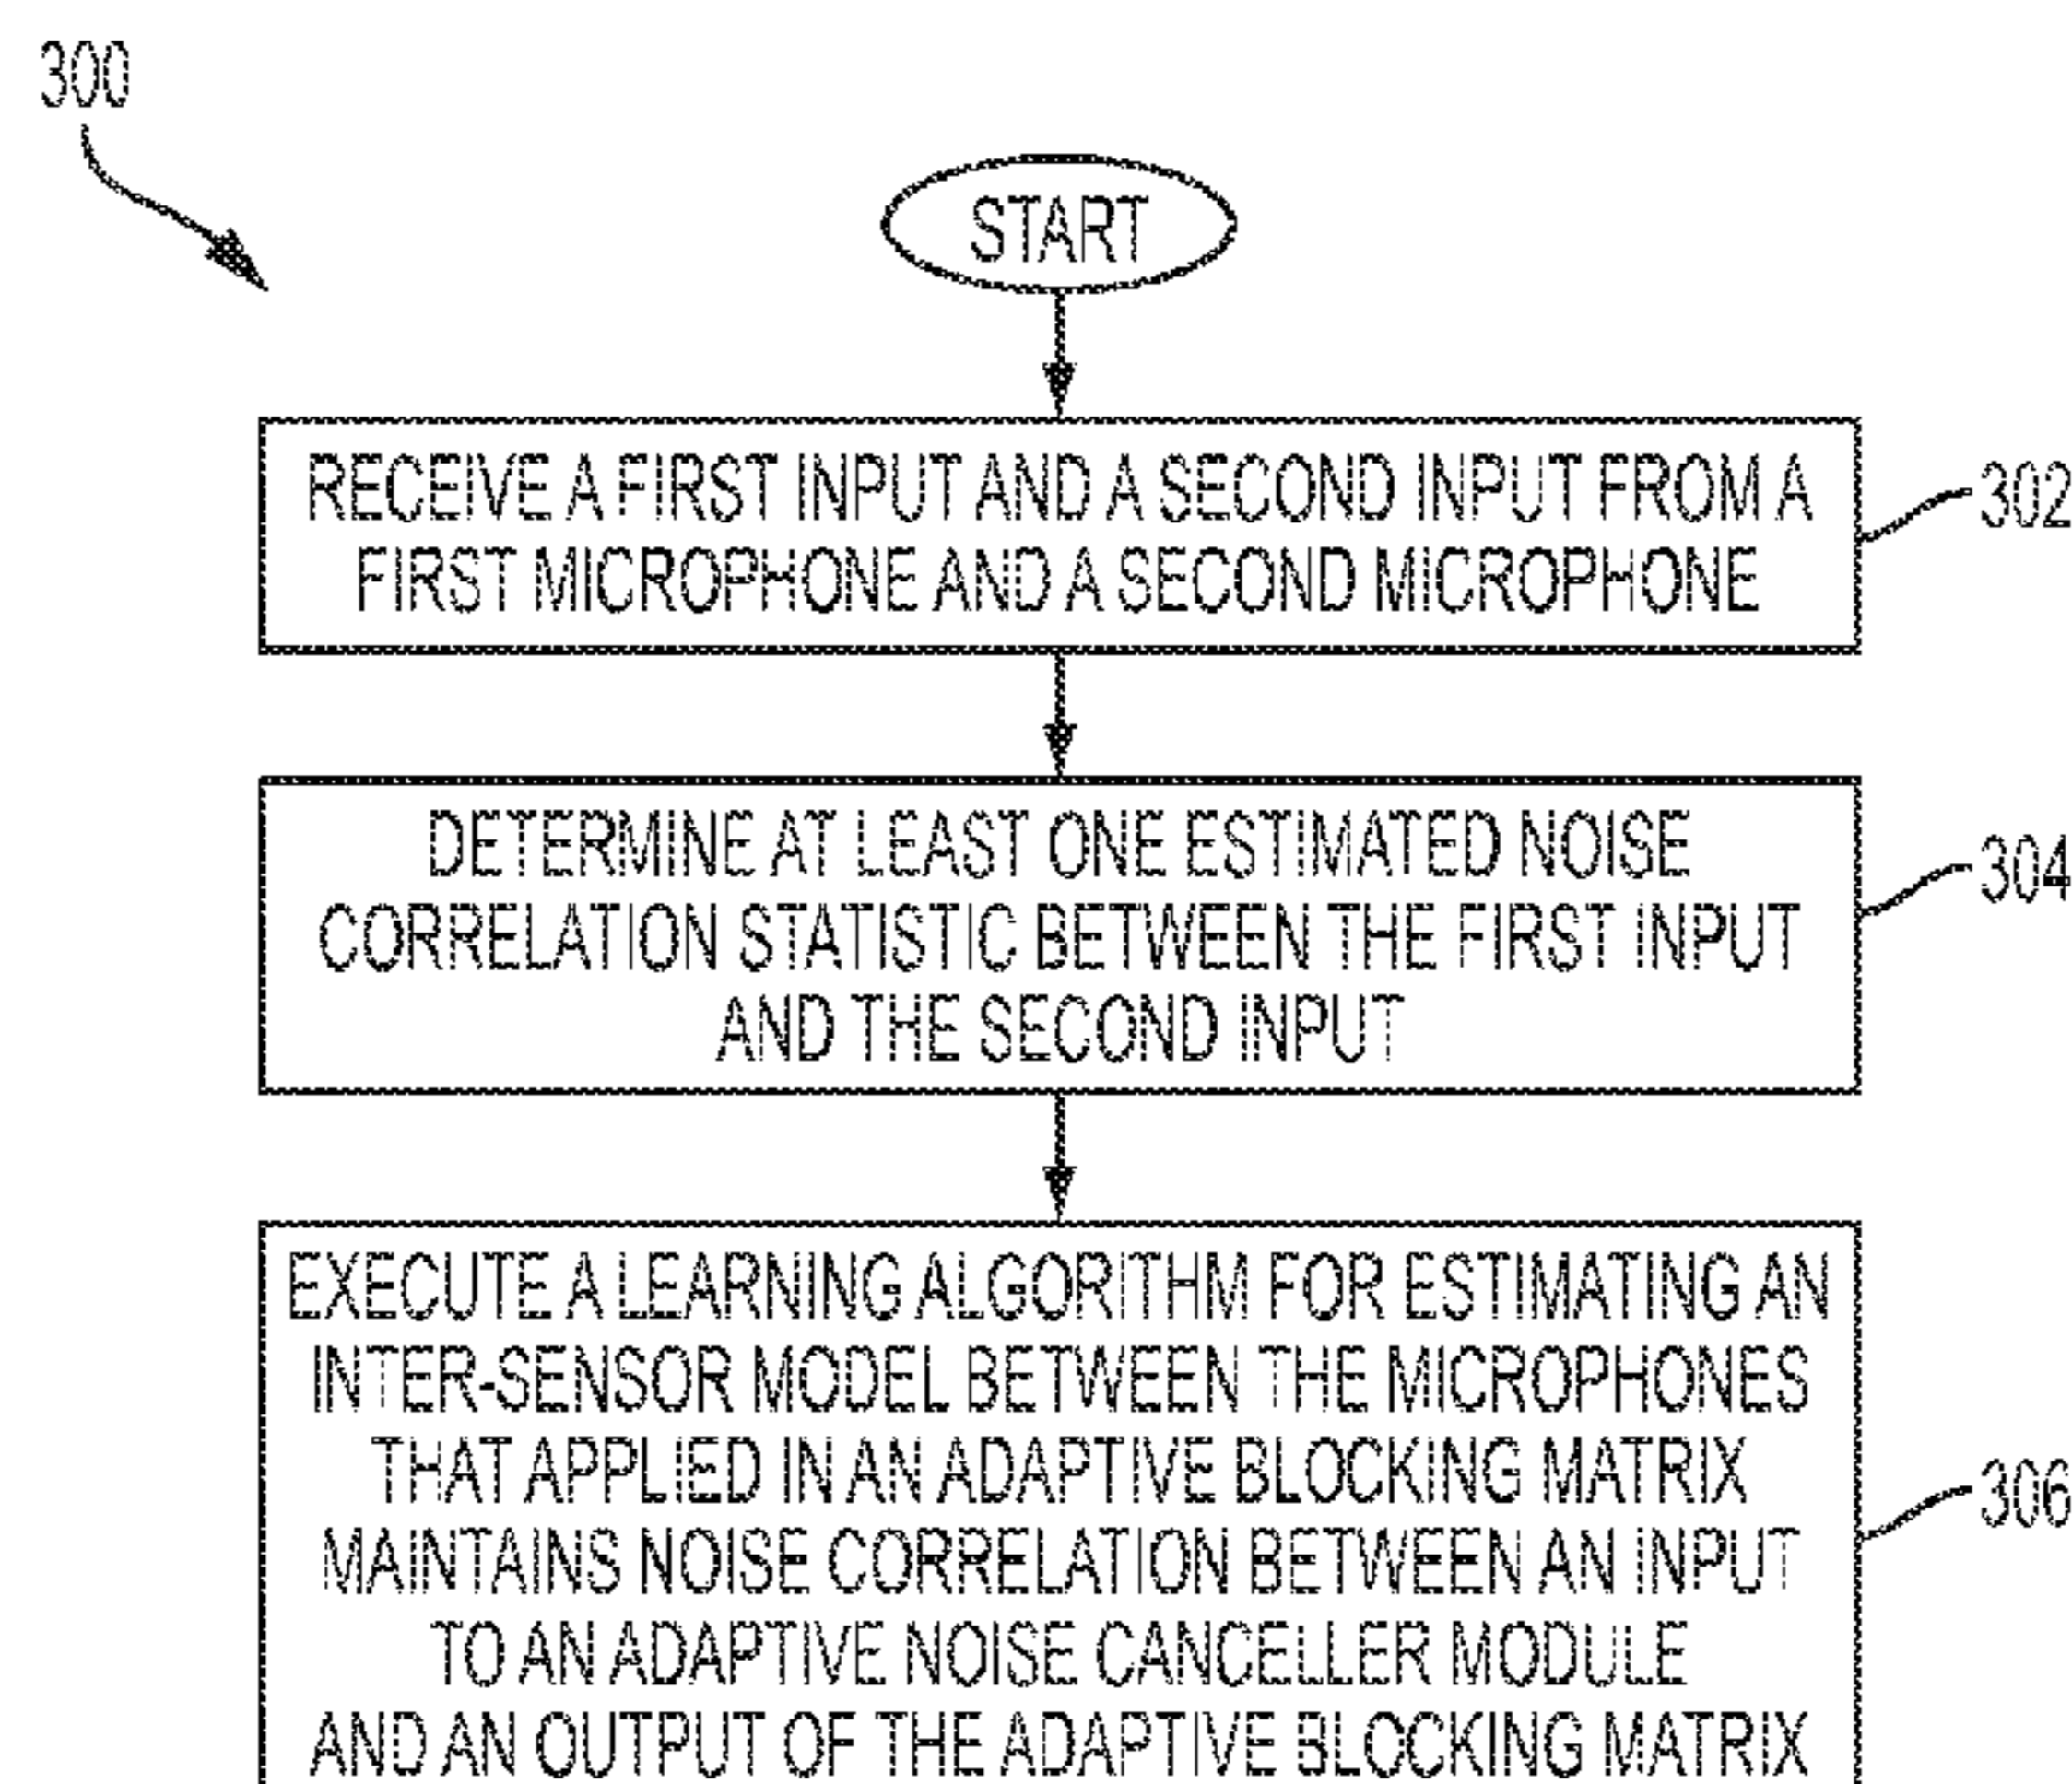 300
START
RECEIVE A FIRST INPUT AND A SECOND INPUT FROM A
FIRST MICROPHONE AND A SECOND MICROPHONE
302
DETERMINE AT LEAST ONE ESTIMATED NOISE
CORRELATION STATISTIC BETWEEN THE FIRST INPUT
AND THE SECOND INPUT
304
EXECUTE A LEARNING ALGORITHM FOR ESTIMATING AN
INTER-SENSOR MODEL BETWEEN THE MICROPHONES
THAT APPLIED IN AN ADAPTIVE BLOCKING MATRIX
MAINTAINS NOISE CORRELATION BETWEEN AN INPUT
TO AN ADAPTIVE NOISE CANCELLER MODULE
AND AN OUTPUT OF THE ADAPTIVE BLOCKING MATRIX
306